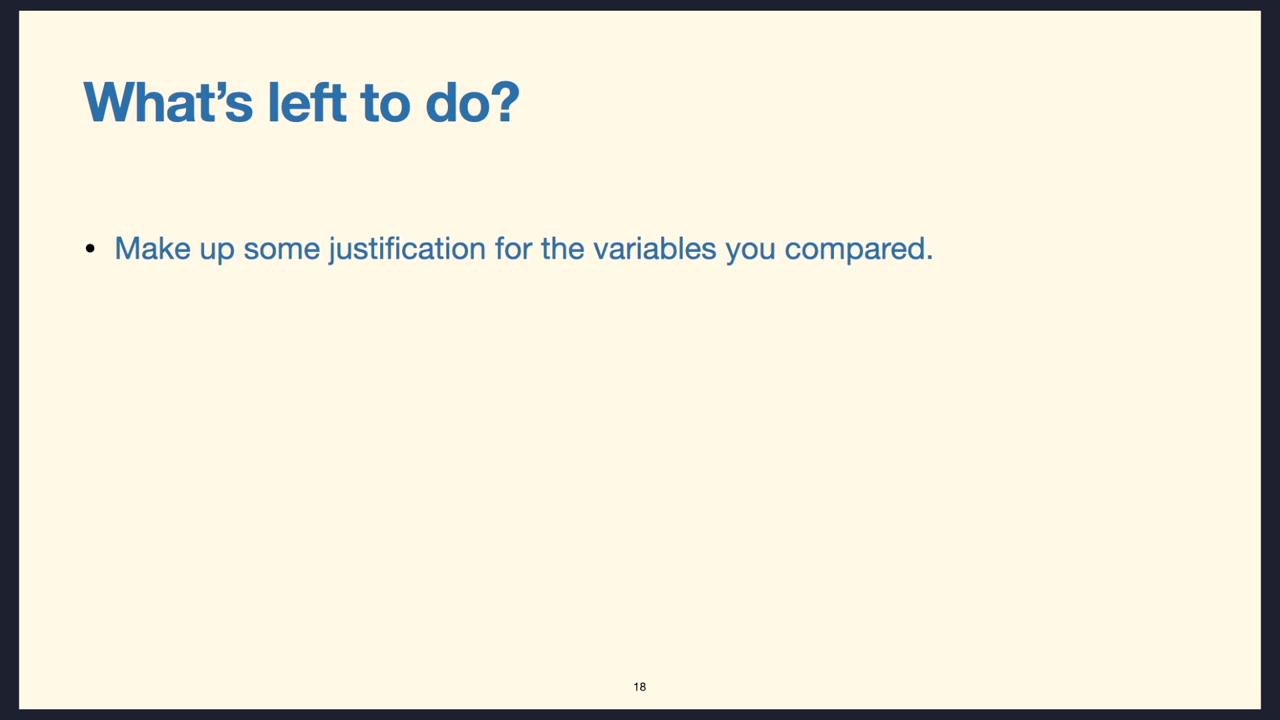 What’s left to do?
• Make up some justification for the variables you compared.
18